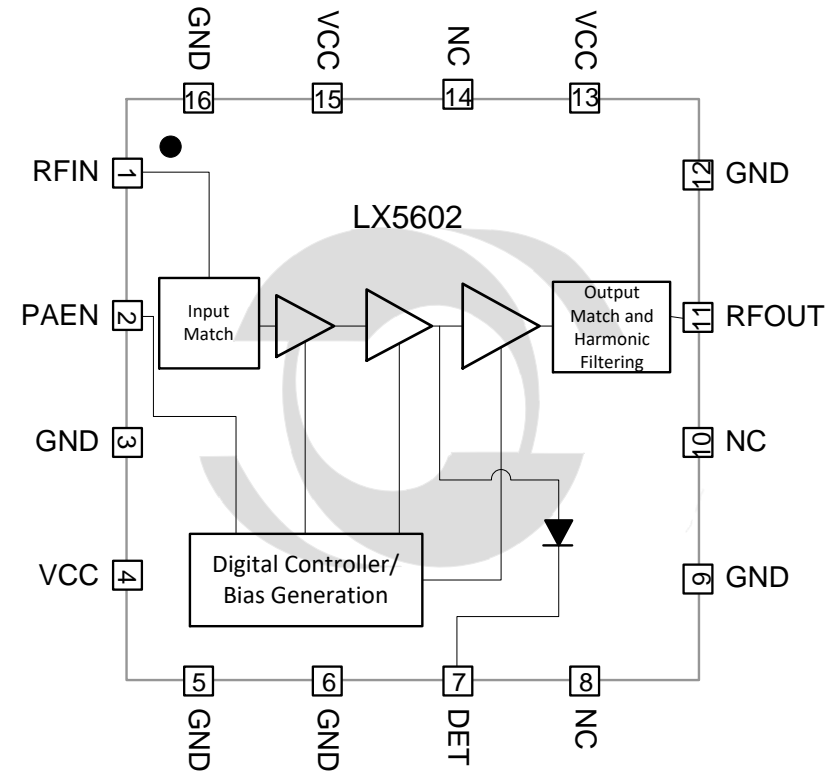 GND
VCC
NC
VCC
16
15
14
13
RFIN
1
12
GND
LX5602
PAEN
2
Input
Match
Output
Match and
Harmonic
Filtering
11
RFOUT
GND
3
10
NC
VCC
4
Digital Controller/
Bias Generation
9
GND
5
6
7
8
GND
GND
DET
NC